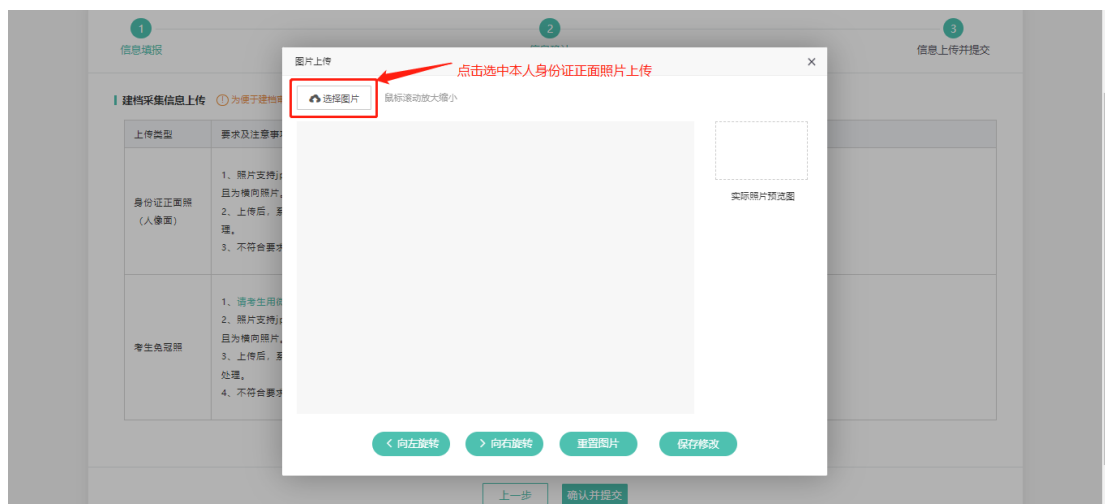 1
2
3
信息填报
信息上传并提交
图片上传
×
点击选中本人身份证正面照片上传
选择图片
鼠标滚动放大缩小
建档采集信息上传
为便于建档
上传类型
要求及注意事
身份证正面照
（人像面）
1、照片支持j
且为横向照片，
2、上传后，
理。
3、不符合要
实际照片预览图
考生免冠照
1、请考生用
2、照片支持j
且为横向照片，
3、上传后，
处理。
4、不符合要
< 向左旋转
> 向右旋转
重置图片
保存修改
上一步
确认并提交